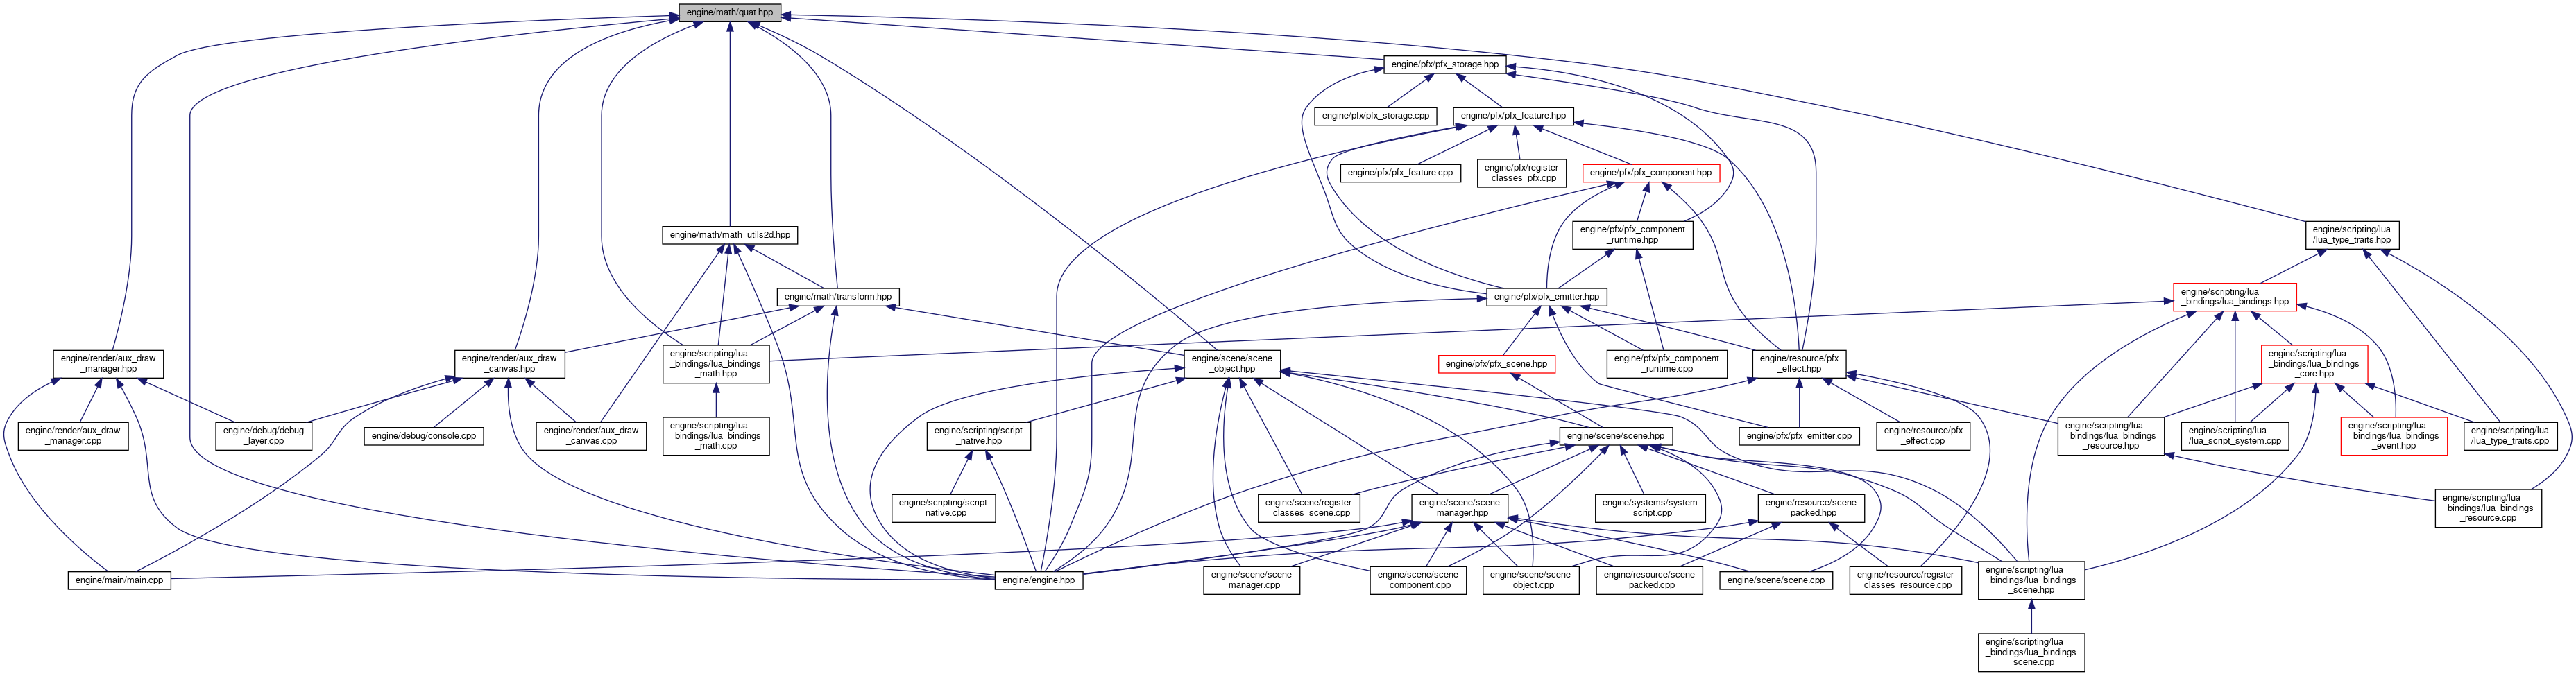 engine/math/quat.hpp
engine/pfx/pfx_storage.hpp
engine/pfx/pfx_storage.cpp
engine/pfx/pfx_feature.hpp
engine/pfx/pfx_feature.cpp
engine/pfx/register
_classes_pfx.cpp
engine/pfx/pfx_component.hpp
engine/math/math_utils2d.hpp
engine/pfx/pfx_component
_runtime.hpp
engine/scripting/lua
/lua_type_traits.hpp
engine/math/transform.hpp
engine/pfx/pfx_emitter.hpp
engine/scripting/lua
_bindings/lua_bindings.hpp
engine/render/aux_draw
_manager.hpp
engine/render/aux_draw
_canvas.hpp
engine/scripting/lua
_bindings/lua_bindings
_math.hpp
engine/scene/scene
_object.hpp
engine/pfx/pfx_scene.hpp
engine/pfx/pfx_component
_runtime.cpp
engine/resource/pfx
_effect.hpp
engine/scripting/lua
_bindings/lua_bindings
_core.hpp
engine/render/aux_draw
_manager.cpp
engine/debug/debug
_layer.cpp
engine/debug/console.cpp
engine/render/aux_draw
_canvas.cpp
engine/scripting/lua
_bindings/lua_bindings
_math.cpp
engine/scripting/script
_native.hpp
engine/scene/scene.hpp
engine/pfx/pfx_emitter.cpp
engine/resource/pfx
_effect.cpp
engine/scripting/lua
_bindings/lua_bindings
_resource.hpp
engine/scripting/lua
/lua_script_system.cpp
engine/scripting/lua
_bindings/lua_bindings
_event.hpp
engine/scripting/lua
/lua_type_traits.cpp
engine/scripting/script
_native.cpp
engine/scene/register
_classes_scene.cpp
engine/scene/scene
_manager.hpp
engine/systems/system
_script.cpp
engine/resource/scene
_packed.hpp
engine/scripting/lua
_bindings/lua_bindings
_resource.cpp
engine/main/main.cpp
engine/engine.hpp
engine/scene/scene
_manager.cpp
engine/scene/scene
_component.cpp
engine/scene/scene
_object.cpp
engine/resource/scene
_packed.cpp
engine/scene/scene.cpp
engine/resource/register
_classes_resource.cpp
engine/scripting/lua
_bindings/lua_bindings
_scene.hpp
engine/scripting/lua
_bindings/lua_bindings
_scene.cpp